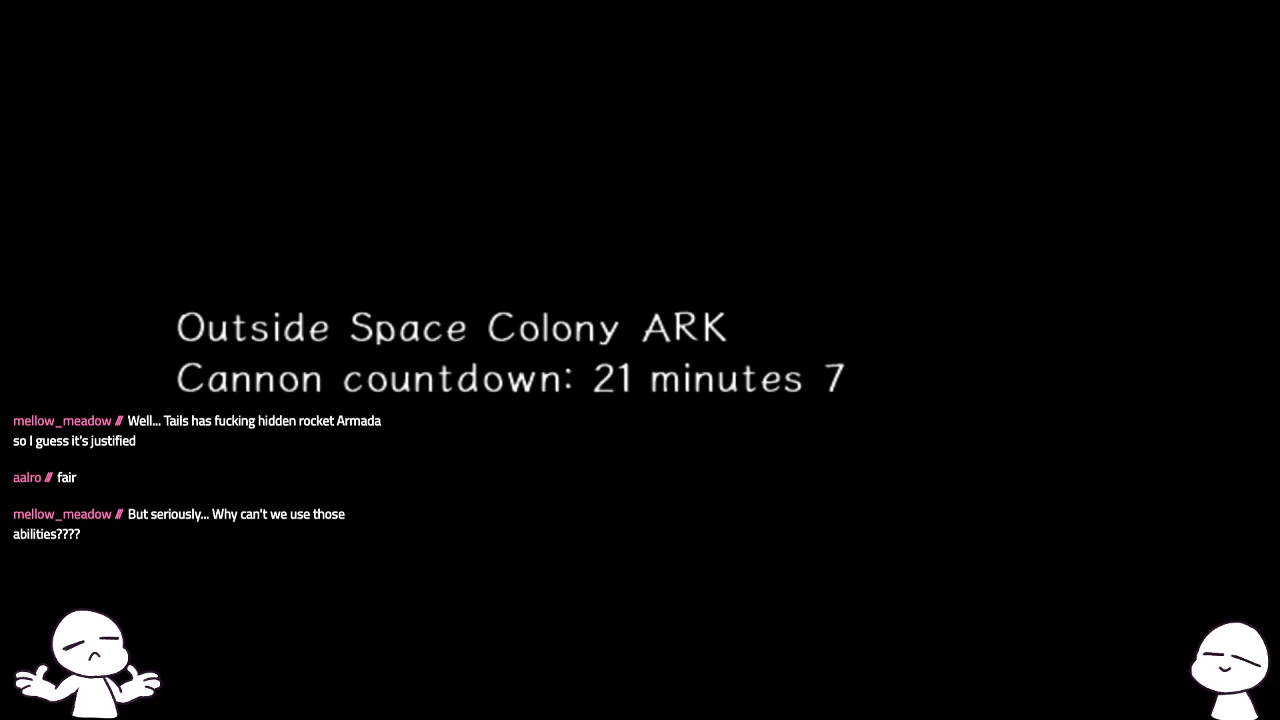 Outside Space Colony ARK
Cannon countdown: 21 minutes 7
mellow_meadow // Well... Tails has fucking hidden rocket Armada
so I guess it's justified
aalro // fair
mellow_meadow // But seriously... Why can't we use those
abilities????